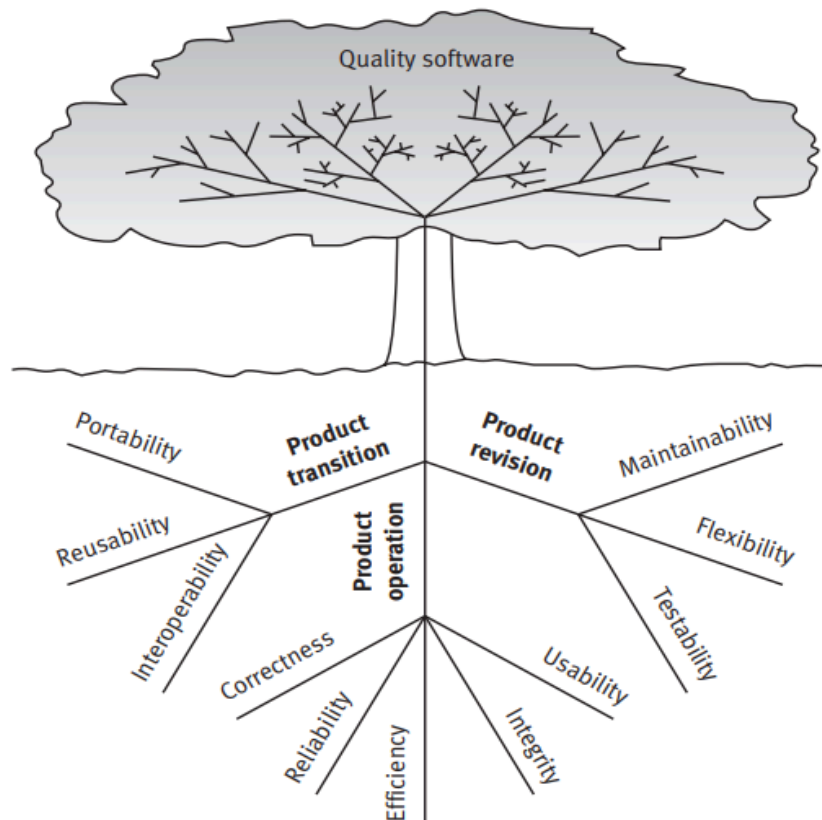 Quality software
Portability
Product
transition
Product
revision
Maintainability
Reusability
Interoperability
Product
operation
Flexibility
Testability
Correctness
Reliability
Efficiency
Integrity
Usability